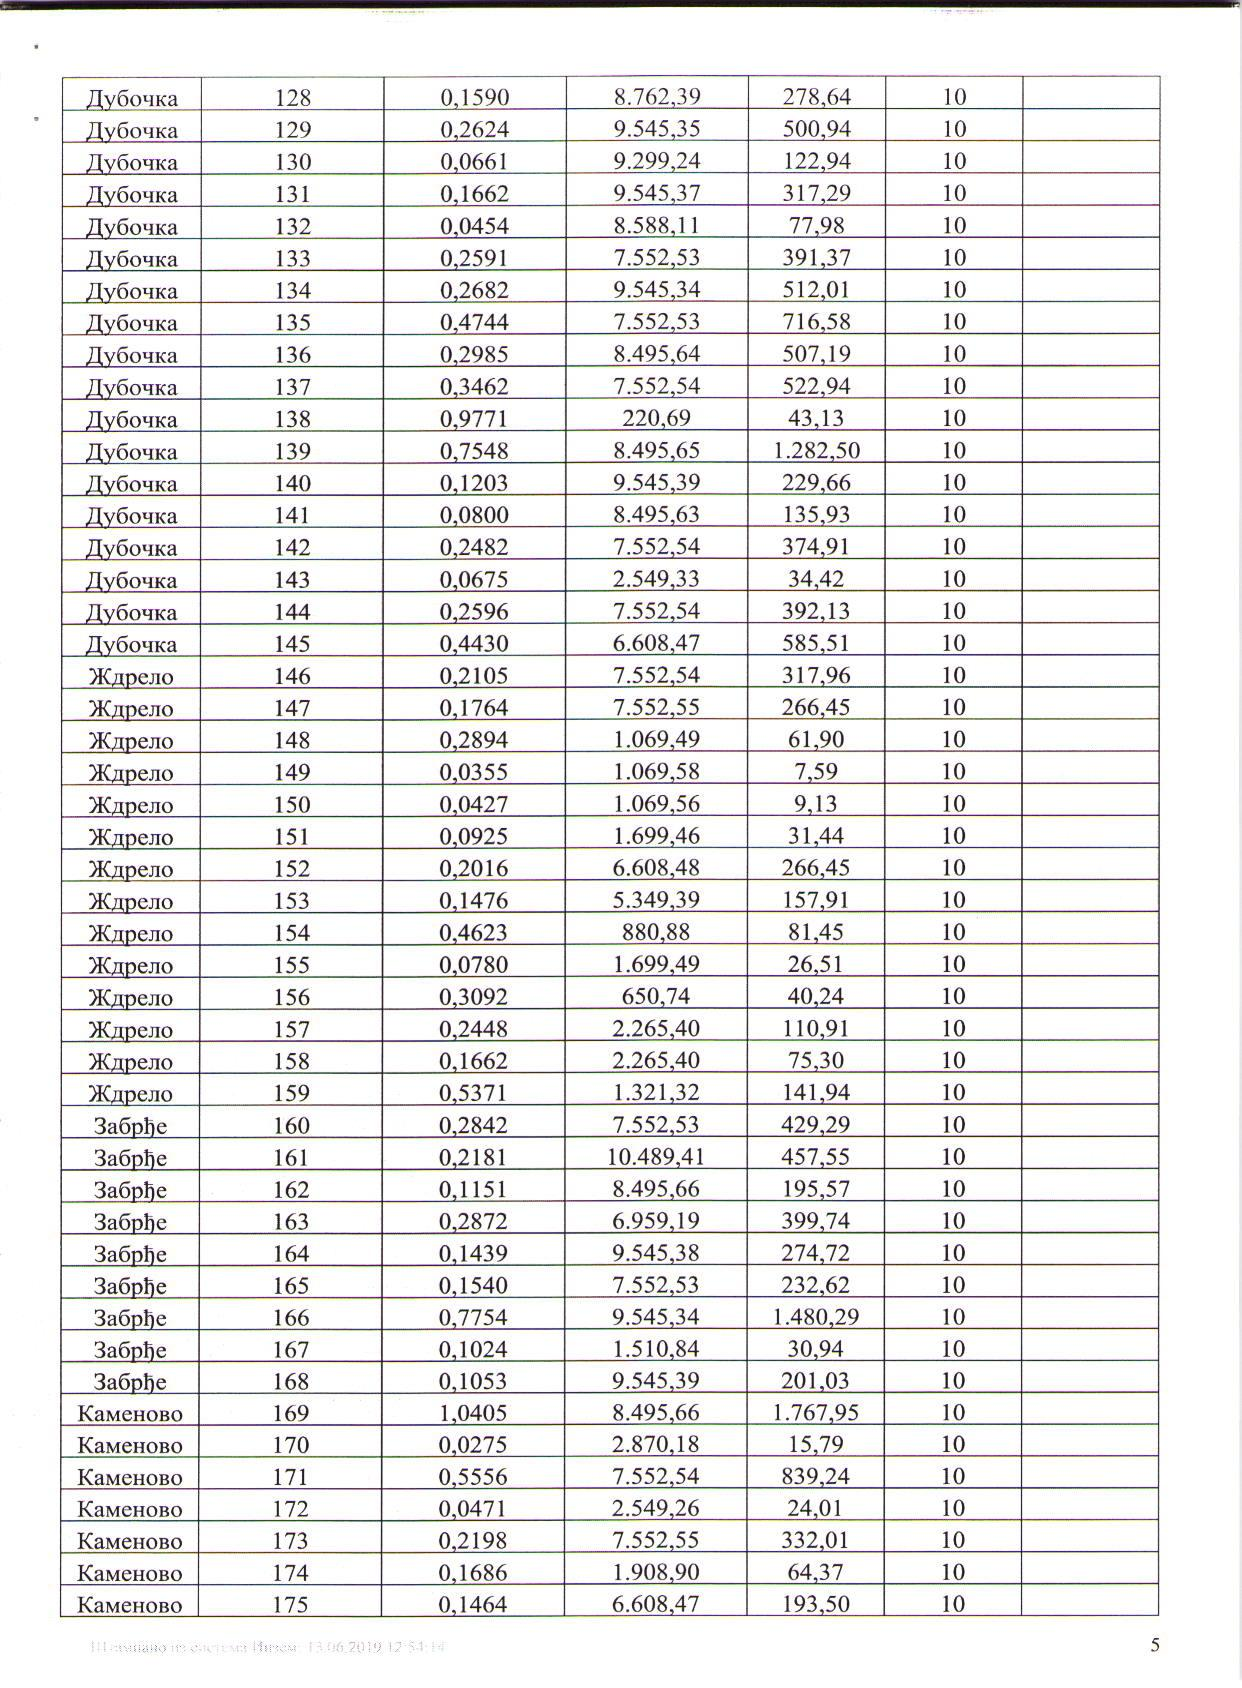 Дубочка 128 0,1590 8.762,39 278,64 10
Дубочка 129 0,2624 9.545,35 500,94 10
Дубочка 130 0,0661 9.299,24 122,94 10
Дубочка 131 0,1662 9.545,37 317,29 10
Дубочка 132 0,0454 8.588,11 77,98 10
Дубочка 133 0,2591 7.552,53 391,37 10
Дубочка 134 0,2682 9.545,34 512,01 10
Дубочка 135 0,4744 7.552,53 716,58 10
Дубочка 136 0,2985 8.495,64 507,19 10
Дубочка 137 0,3462 7.552,54 522,94 10
Дубочка 138 0,9771 220,69 43,13 10
Дубочка 139 0,7548 8.495,65 1.282,50 10
Дубочка 140 0,1203 9.545,39 229,66 10
Дубочка 141 0,0800 8.495,63 135,93 10
Дубочка 142 0,2482 7.552,54 374,91 10
Дубочка 143 0,0675 2.549,33 34,42 10
Дубочка 144 0,2596 7.552,54 392,13 10
Дубочка 145 0,4430 6.608,47 585,51 10
Ждрело 146 0,2105 7.552,54 317,96 10
Ждрело 147 0,1764 7.552,55 266,45 10
Ждрело 148 0,2894 1.069,49 61,90 10
Ждрело 149 0,0355 1.069,58 7,59 10
Ждрело 150 0,0427 1.069,56 9,13 10
Ждрело 151 0,0925 1.699,46 31,44 10
Ждрело 152 0,2016 6.608,48 266,45 10
Ждрело 153 0,1476 5.349,39 157,91 10
Ждрело 154 0,4623 880,88 81,45 10
Ждрело 155 0,0780 1.699,49 26,51 10
Ждрело 156 0,3092 650,74 40,24 10
Ждрело 157 0,2448 2.265,40 110,91 10
Ждрело 158 0,1662 2.265,40 75,30 10
Ждрело 159 0,5371 1.321,32 141,94 10
Забрђе 160 0,2842 7.552,53 429,29 10
Забрђе 161 0,2181 10.489,41 457,55 10
Забрђе 162 0,1151 8.495,66 195,57 10
Забрђе 163 0,2872 6.959,19 399,74 10
Забрђе 164 0,1439 9.545,38 274,72 10
Забрђе 165 0,1540 7.552,53 232,62 10
Забрђе 166 0,7754 9.545,34 1.480,29 10
Забрђе 167 0,1024 1.510,84 30,94 10
Забрђе 168 0,1053 9.545,39 201,03 10
Каменово 169 1,0405 8.495,66 1.767,95 10
Каменово 170 0,0275 2.870,18 15,79 10
Каменово 171 0,5556 7.552,54 839,24 10
Каменово 172 0,0471 2.549,26 24,01 10
Каменово 173 0,2198 7.552,55 332,01 10
Каменово 174 0,1686 1.908,90 64,37 10
Каменово 175 0,1464 6.608,47 193,50 10
из система 13.06.2019 12:54:14
5